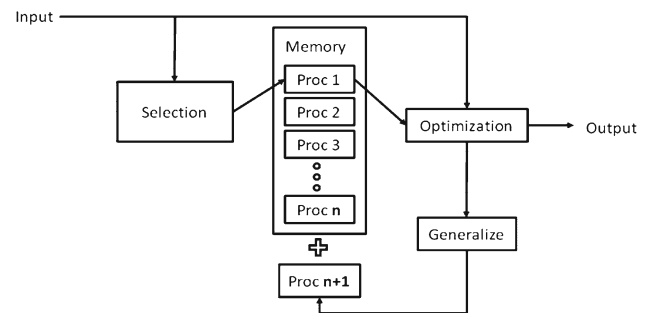 Input
Memory
Proc 1
Selection
Proc 2
Optimization
Output
Proc 3
Proc n
Generalize
Proc n+1